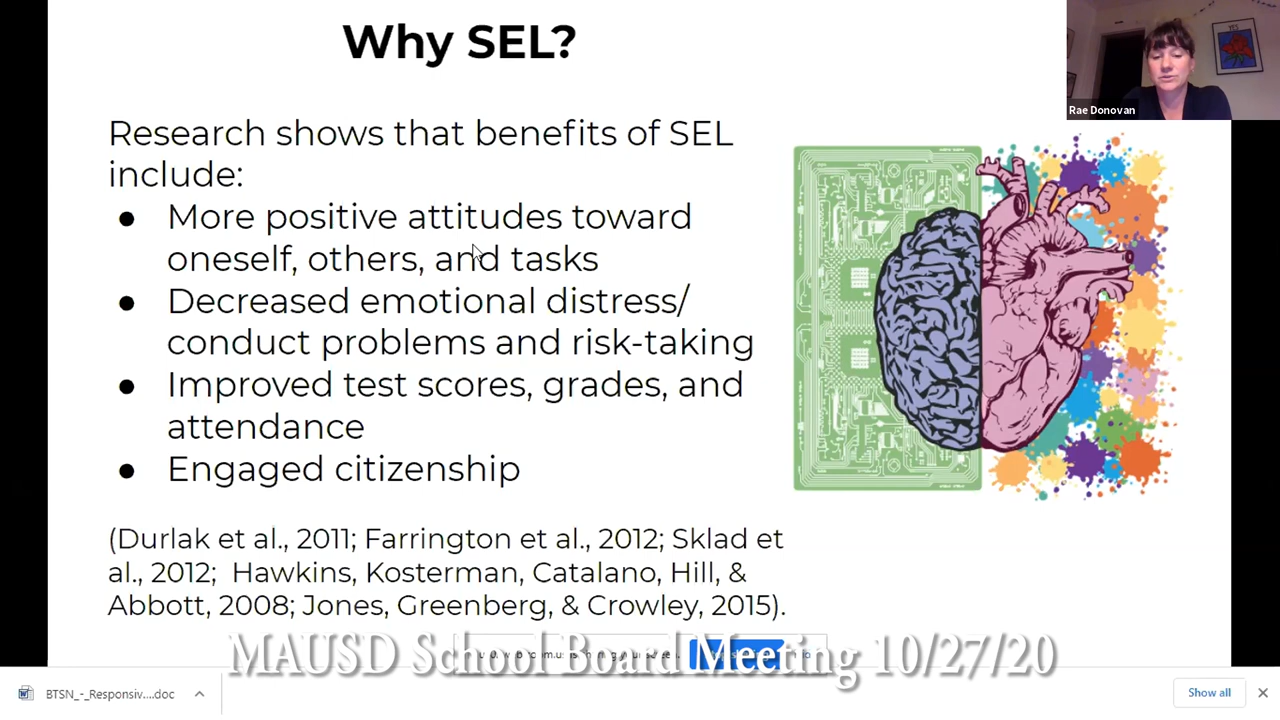 Why SEL?
YES
Rae Donovan
Research shows that benefits of SEL
include:
● More positive attitudes toward
oneself, others, and tasks
● Decreased emotional distress/
conduct problems and risk-taking
● Improved test scores, grades, and
attendance
● Engaged citizenship
(Durlak et al., 2011; Farrington et al., 2012; Sklad et
al., 2012; Hawkins, Kosterman, Catalano, Hill, &
Abbott, 2008; Jones, Greenberg, & Crowley, 2015).
MAUSD School Board Meeting 10/27/20
BTSN_-_Responsiv....doc
Show all